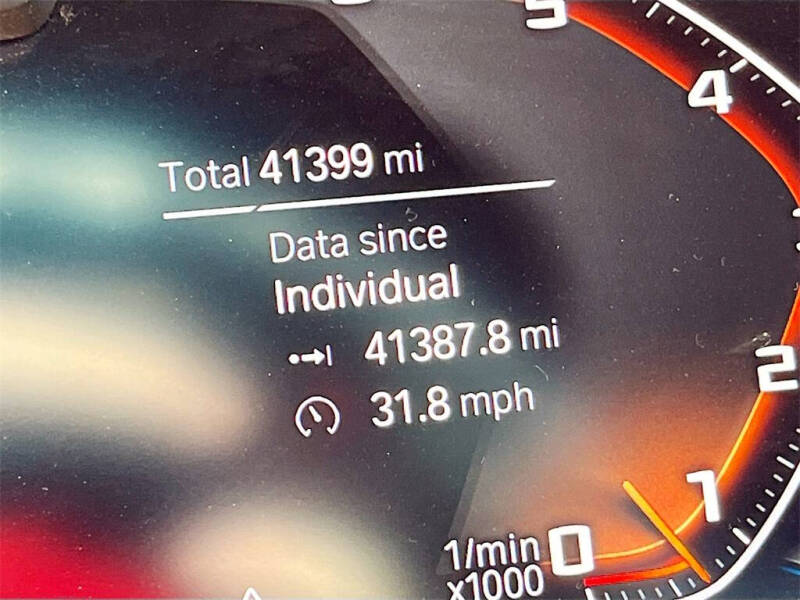 5
4
Total 41399 mi
Data since
Individual
41387.8 mi
2
31.8 mph
1
1/min 0
x1000